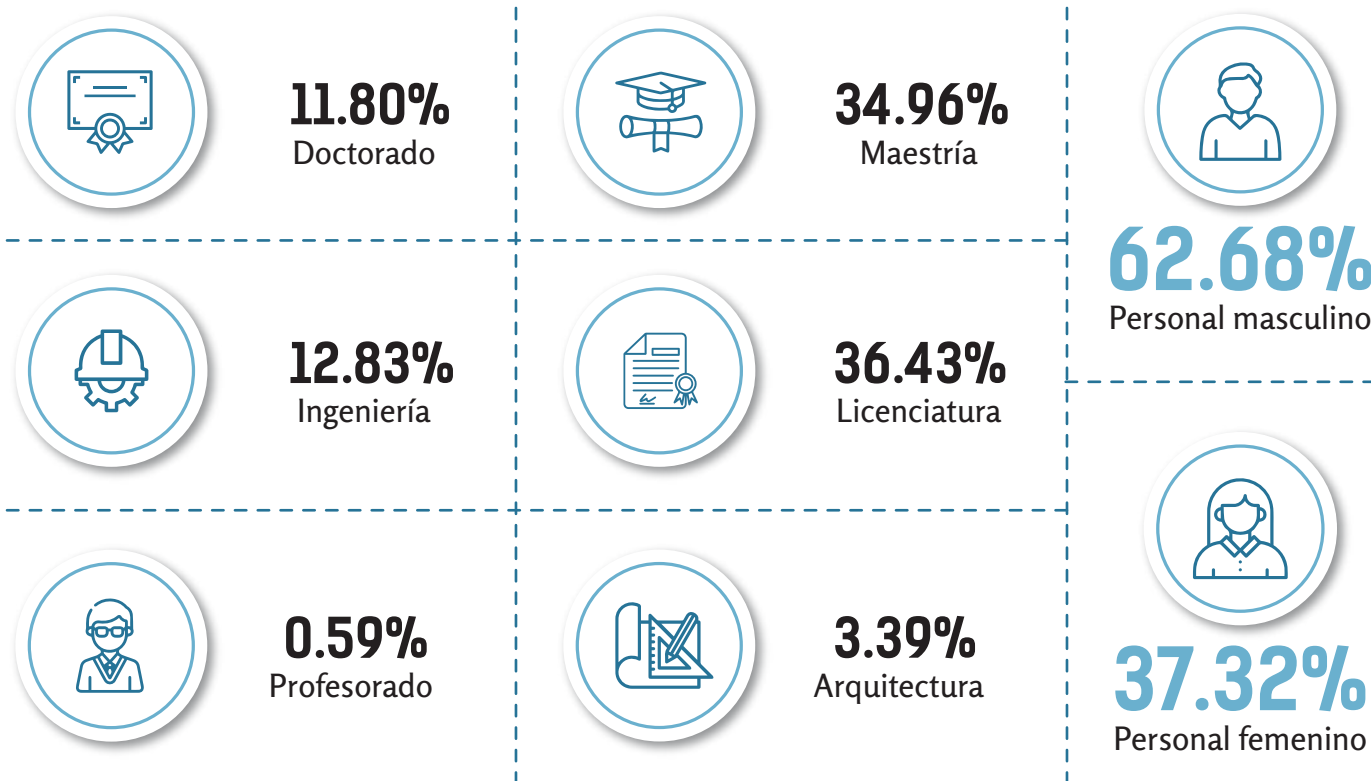 11.80%
Doctorado
34.96%
Maestría
12.83%
Ingeniería
36.43%
Licenciatura
0.59%
Profesorado
3.39%
Arquitectura
62.68%
Personal masculino
37.32%
Personal femenino